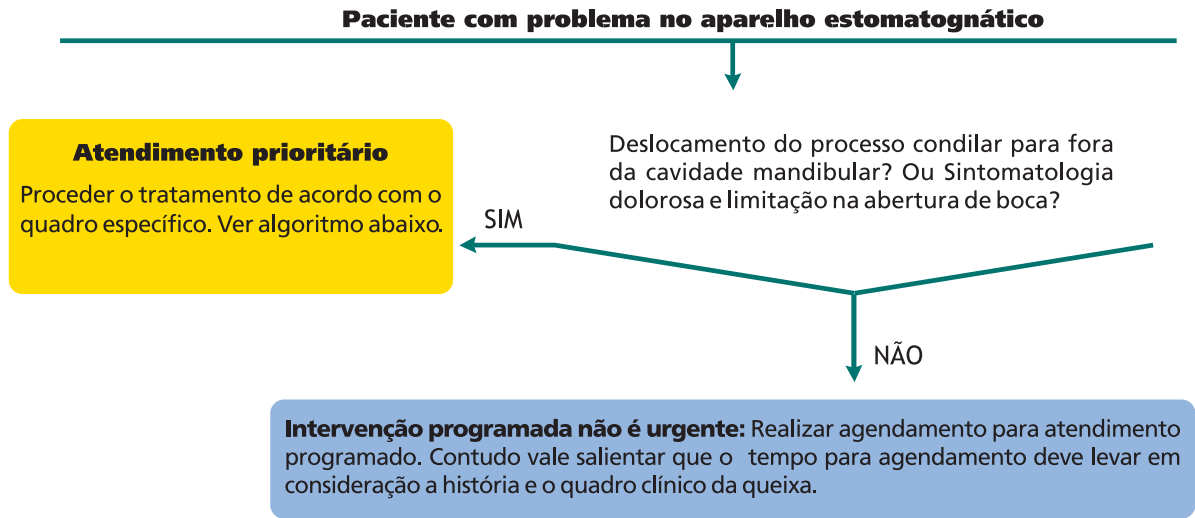 Paciente com problema no aparelho estomatognático
Deslocamento do processo condilar para fora
da cavidade mandibular? Ou Sintomatologia
dolorosa e limitação na abertura de boca?
SIM
Atendimento prioritário
Proceder o tratamento de acordo com o
quadro específico. Ver algoritmo abaixo.
NÃO
Intervenção programada não é urgente: Realizar agendamento para atendimento
programado. Contudo vale salientar que o tempo para agendamento deve levar em
consideração a história e o quadro clínico da queixa.